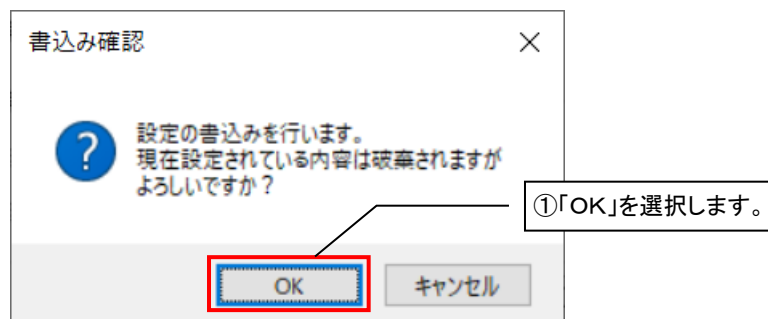 書込み確認
設定の書込みを行います。
現在設定されている内容は破棄されますが
よろしいですか?
①「OK」を選択します。
OK
キャンセル